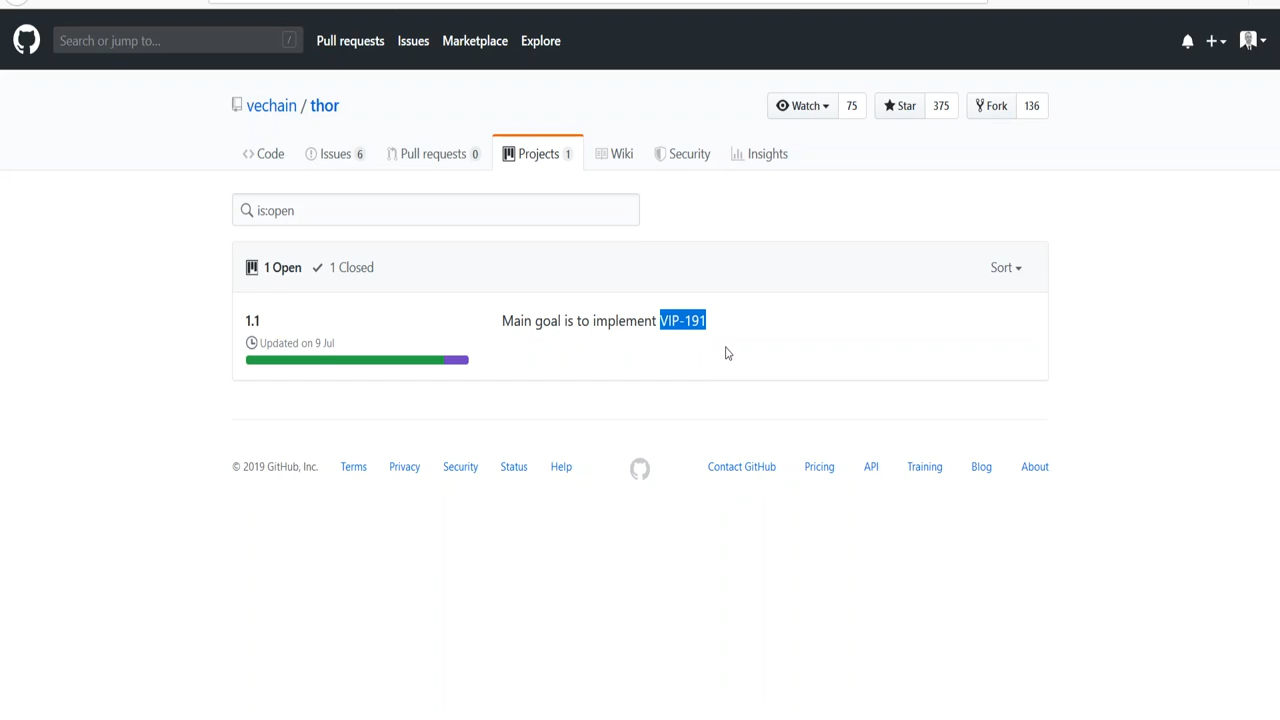 Search or jump to... / Pull requests Issues Marketplace Explore
vechain / thor Watch 75 Star 375 Fork 136
Code Issues 6 Pull requests 0 Projects 1 Wiki Security Insights
is:open
1 Open 1 Closed Sort
1.1 Main goal is to implement VIP-191
Updated on 9 Jul
© 2019 GitHub, Inc. Terms Privacy Security Status Help Contact GitHub Pricing API Training Blog About